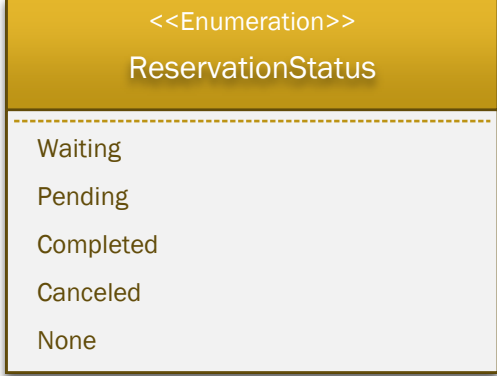 <<Enumeration>>
ReservationStatus
Waiting
Pending
Completed
Canceled
None